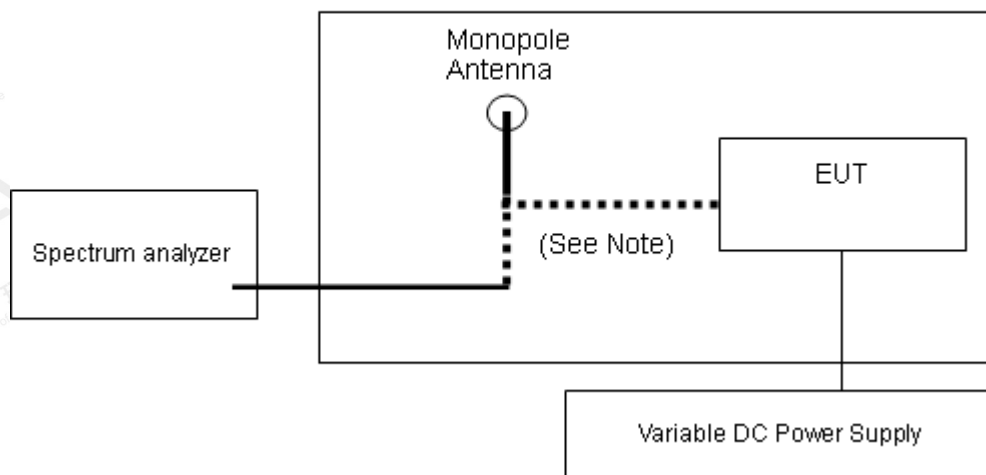 Monopole
Antenna
EUT
Spectrum analyzer
(See Note)
Variable DC Power Supply